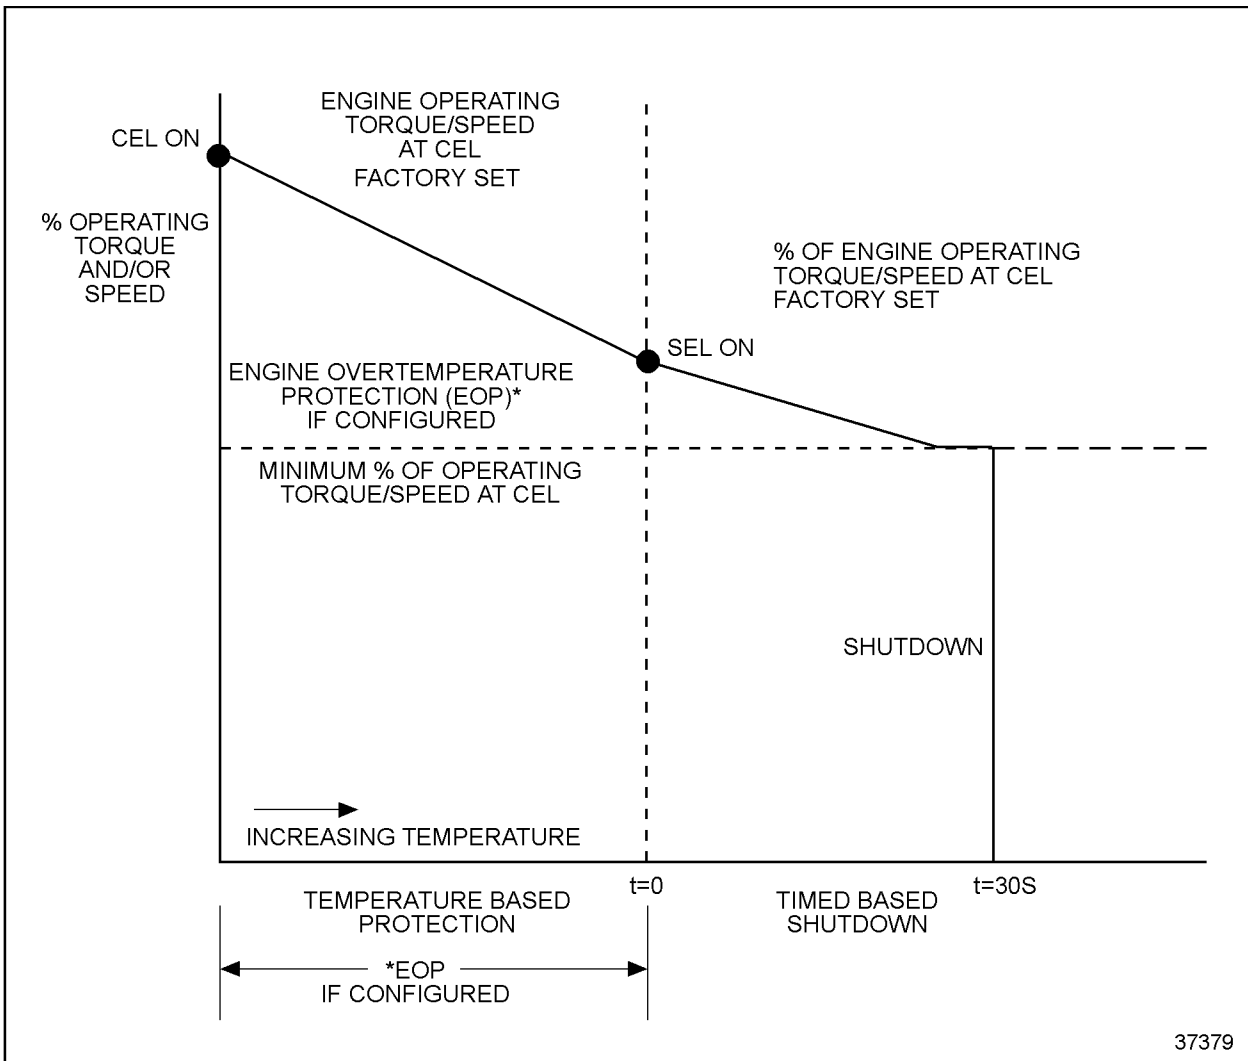 ENGINE OPERATING
TORQUE/SPEED
AT CEL
FACTORY SET
CEL ON
% OPERATING
TORQUE
AND/OR
SPEED
% OF ENGINE OPERATING
TORQUE/SPEED AT CEL
FACTORY SET
SEL ON
ENGINE OVERTEMPERATURE
PROTECTION (EOP)*
IF CONFIGURED
MINIMUM % OF OPERATING
TORQUE/SPEED AT CEL
SHUTDOWN
INCREASING TEMPERATURE
t=0
t=30S
TEMPERATURE BASED
PROTECTION
TIMED BASED
SHUTDOWN
*EOP
IF CONFIGURED
37379